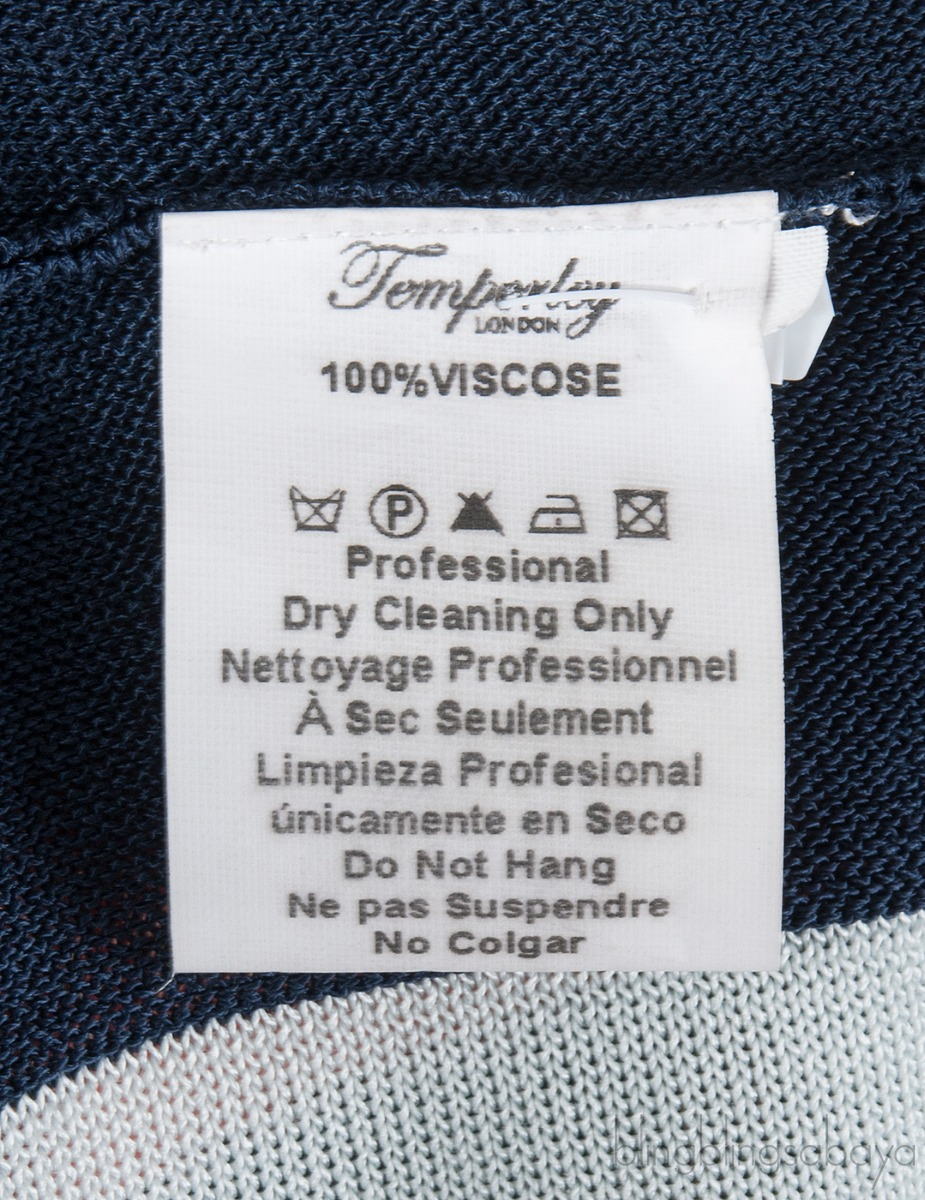 Temperley
LONDON
100%VISCOSE
P
Professional
Dry Cleaning Only
Nettoyage Professionnel
À Sec Seulement
Limpieza Profesional
únicamente en Seco
Do Not Hang
Ne pas Suspendre
No Colgar
blingblingsabaya